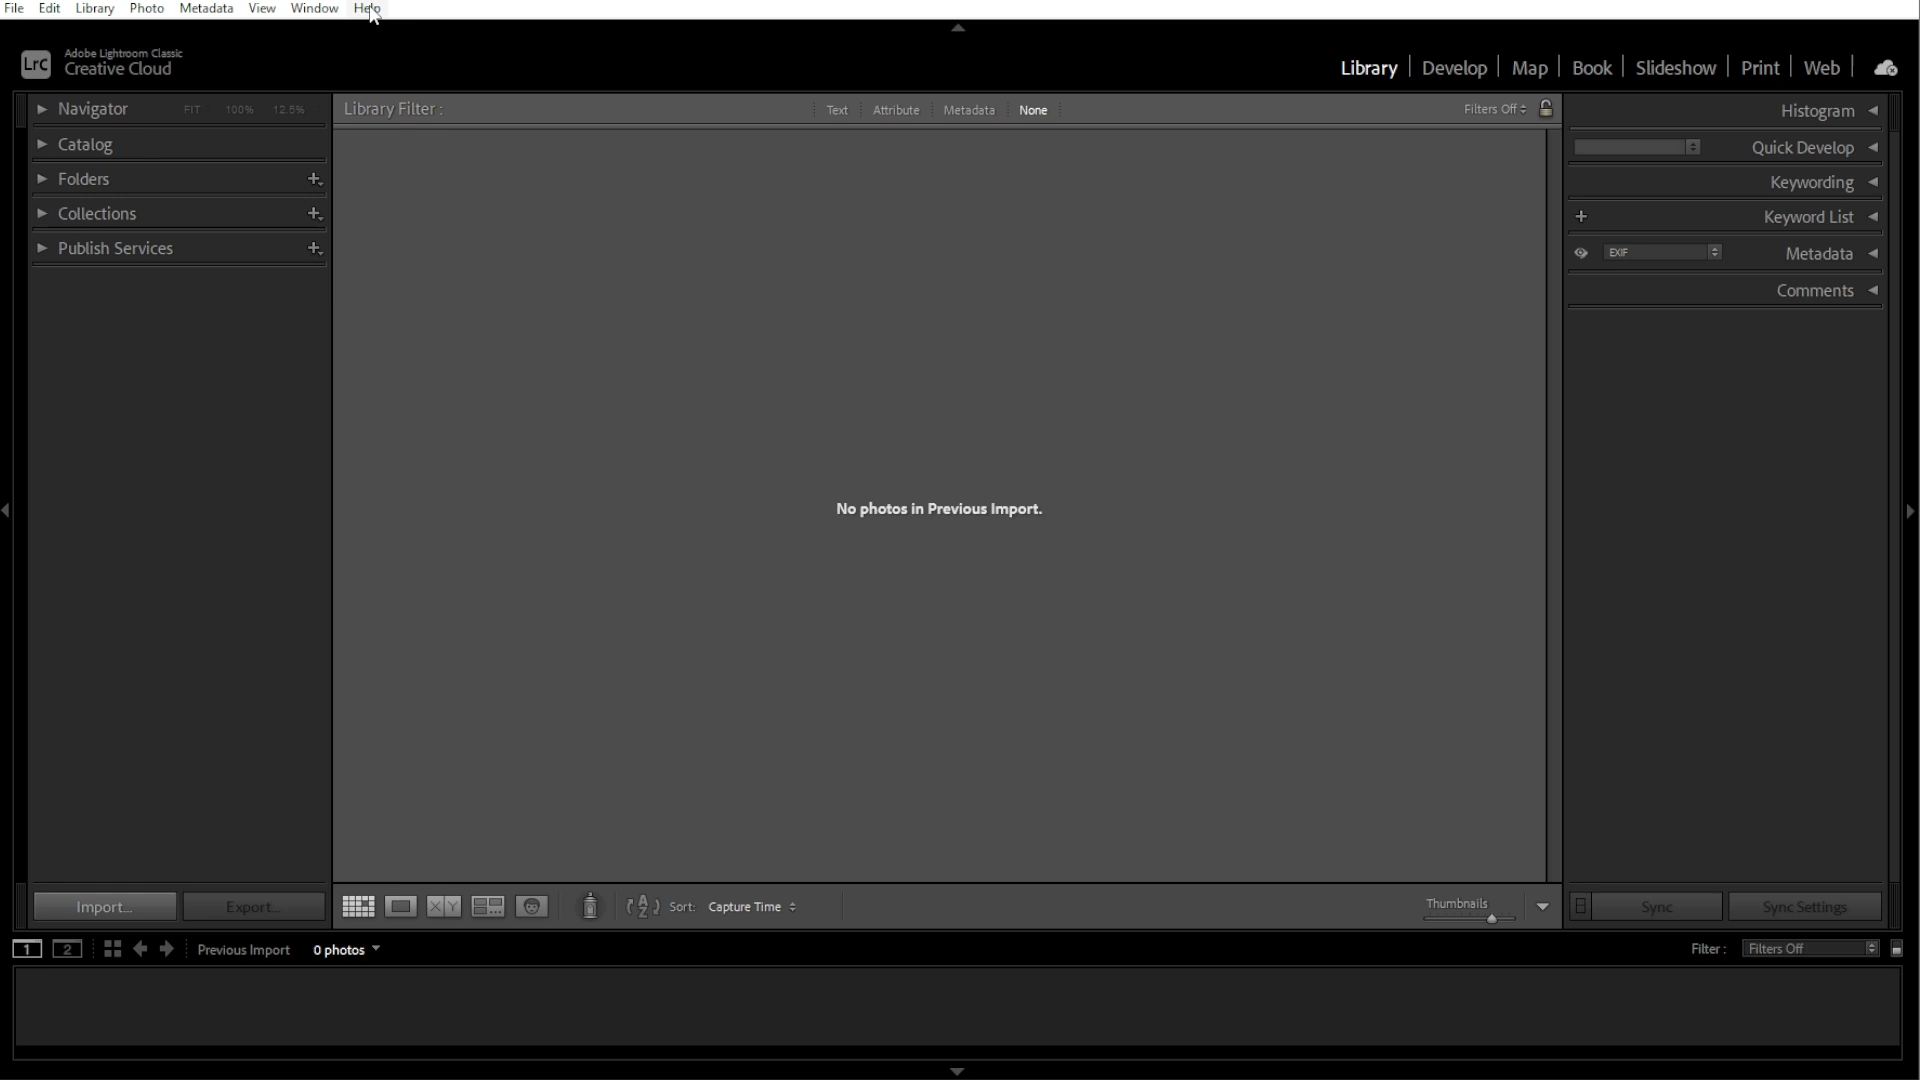 File Edit Library Photo Metadata View Window Help
LrC Adobe Lightroom Classic
Creative Cloud
Library Develop Map Book Slideshow Print Web
Navigator FIT 100% 12.5%
Library Filter : Text Attribute Metadata None Filters Off
Histogram
Catalog
Quick Develop
Folders
Keywording
Collections
Keyword List
Publish Services
EXIF Metadata
Comments
No photos in Previous Import.
Import... Export...
XY
AZ Sort: Capture Time
Thumbnails
Sync Sync Settings
1 2 Previous Import 0 photos
Filter : Filters Off